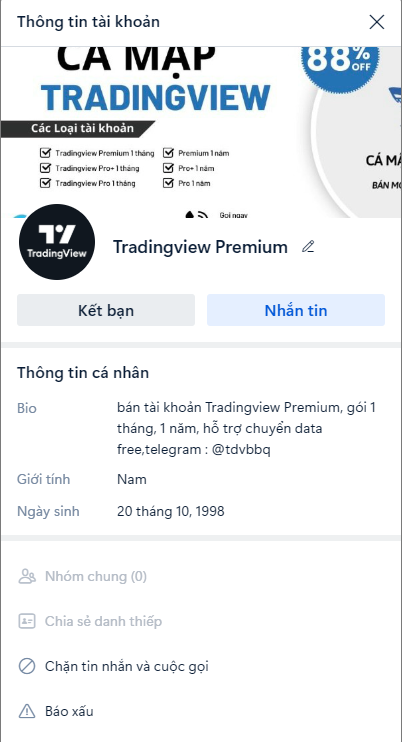 Thông tin tài khoản
CÁ MẬP
88%
OFF
TRADINGVIEW
Các Loại tài khoản
Tradingview Premium 1 tháng
Premium 1 năm
Tradingview Pro+ 1 tháng
Pro+ 1 năm
Tradingview Pro 1 tháng
Pro 1 năm
CÁ MẬ
BÁN MỌ
Gọi ngay
TradingView
Tradingview Premium
Kết bạn
Nhắn tin
Thông tin cá nhân
Bio
bán tài khoản Tradingview Premium, gói 1
tháng, 1 năm, hỗ trợ chuyển data
free,telegram : @tdvbbq
Giới tính
Nam
Ngày sinh
20 tháng 10, 1998
Nhóm chung (0)
Chia sẻ danh thiếp
Chặn tin nhắn và cuộc gọi
Báo xấu